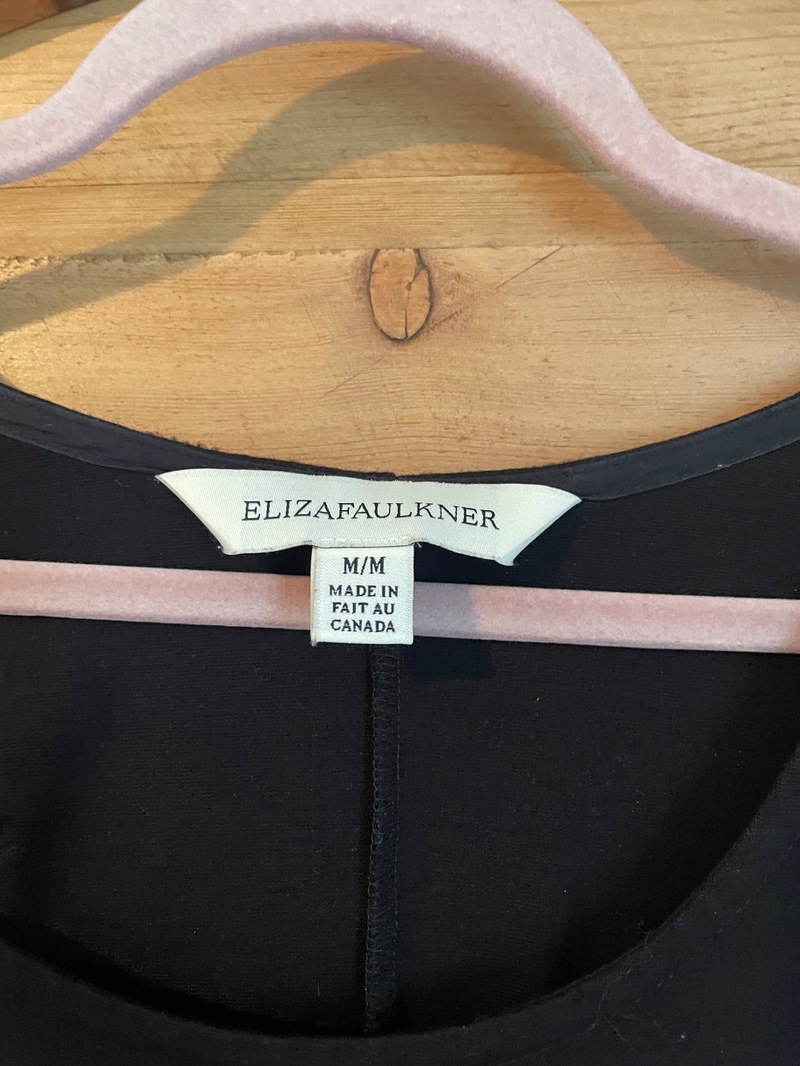 ELIZAFAULKNER
M/M
MADE IN
FAIT AU
CANADA